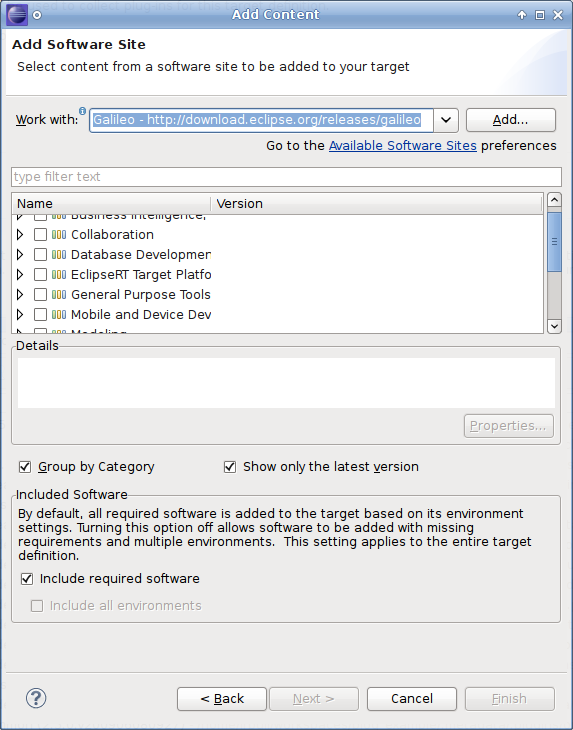 Add Content
Add Software Site
Select content from a software site to be added to your target
Work with:
Galileo - http://download.eclipse.org/releases/galileo
Add...
Go to the Available Software Sites preferences
type filter text
Name Version
Business Intelligence,
Collaboration
Database Developmen
EclipseRT Target Platfo
General Purpose Tools
Mobile and Device Dev
Modeling
Details
Properties...
Group by Category
Show only the latest version
Included Software
By default, all required software is added to the target based on its environment
settings. Turning this option off allows software to be added with missing
requirements and multiple environments.  This setting applies to the entire target
definition.
Include required software
Include all environments
?
< Back
Next >
Cancel
Finish